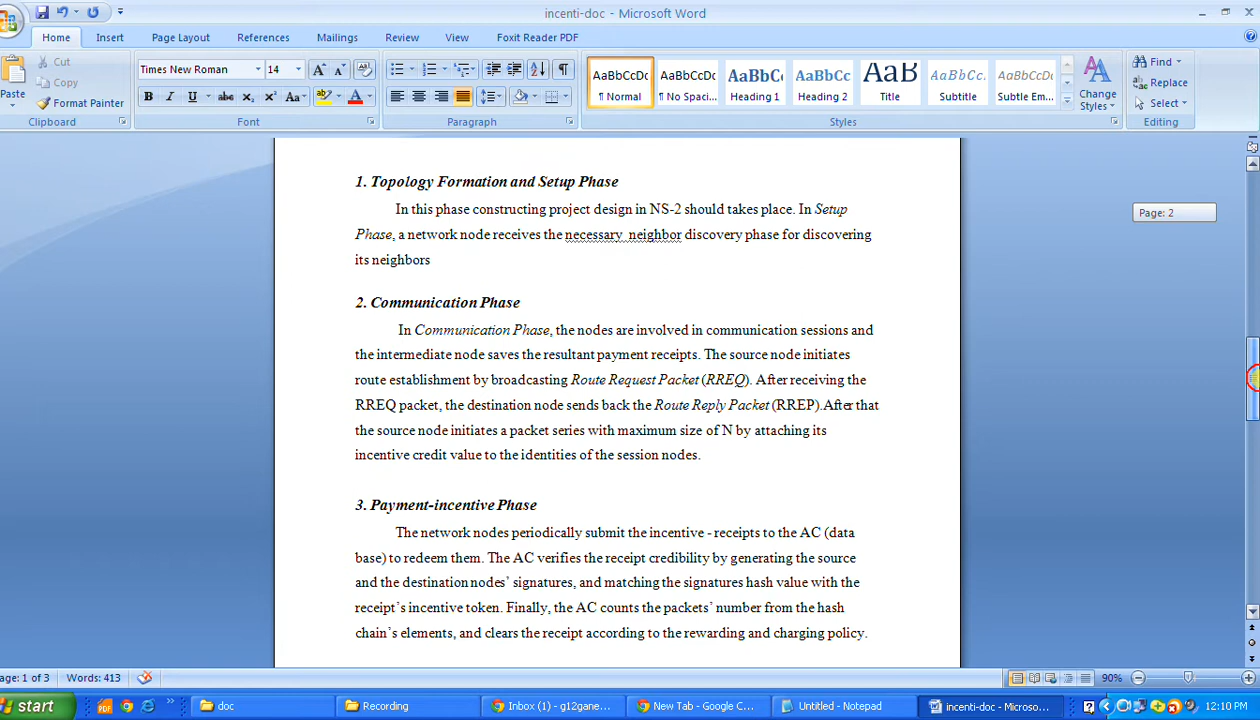 incenti-doc - Microsoft Word
Home Insert Page Layout References Mailings Review View Foxit Reader PDF
Paste Cut Copy Format Painter
Times New Roman 14
AaBbCcDc AaBbCcDc AaBbC AaBbCc AaB AaBbCc. AaBbCcDc
¶ Normal ¶ No Spaci... Heading 1 Heading 2 Title Subtitle Subtle Em...
Change Styles
Find Replace Select
Clipboard Font Paragraph Styles Editing
Page: 2
1. Topology Formation and Setup Phase
In this phase constructing project design in NS-2 should takes place. In Setup
Phase, a network node receives the necessary neighbor discovery phase for discovering
its neighbors
2. Communication Phase
In Communication Phase, the nodes are involved in communication sessions and
the intermediate node saves the resultant payment receipts. The source node initiates
route establishment by broadcasting Route Request Packet (RREQ). After receiving the
RREQ packet, the destination node sends back the Route Reply Packet (RREP).After that
the source node initiates a packet series with maximum size of N by attaching its
incentive credit value to the identities of the session nodes.
3. Payment-incentive Phase
The network nodes periodically submit the incentive - receipts to the AC (data
base) to redeem them. The AC verifies the receipt credibility by generating the source
and the destination nodes' signatures, and matching the signatures hash value with the
receipt's incentive token. Finally, the AC counts the packets' number from the hash
chain's elements, and clears the receipt according to the rewarding and charging policy.
age: 1 of 3 Words: 413 90%
start doc Recording Inbox (1) - g12gane... New Tab - Google C... Untitled - Notepad incenti-doc - Microso... 12:10 PM